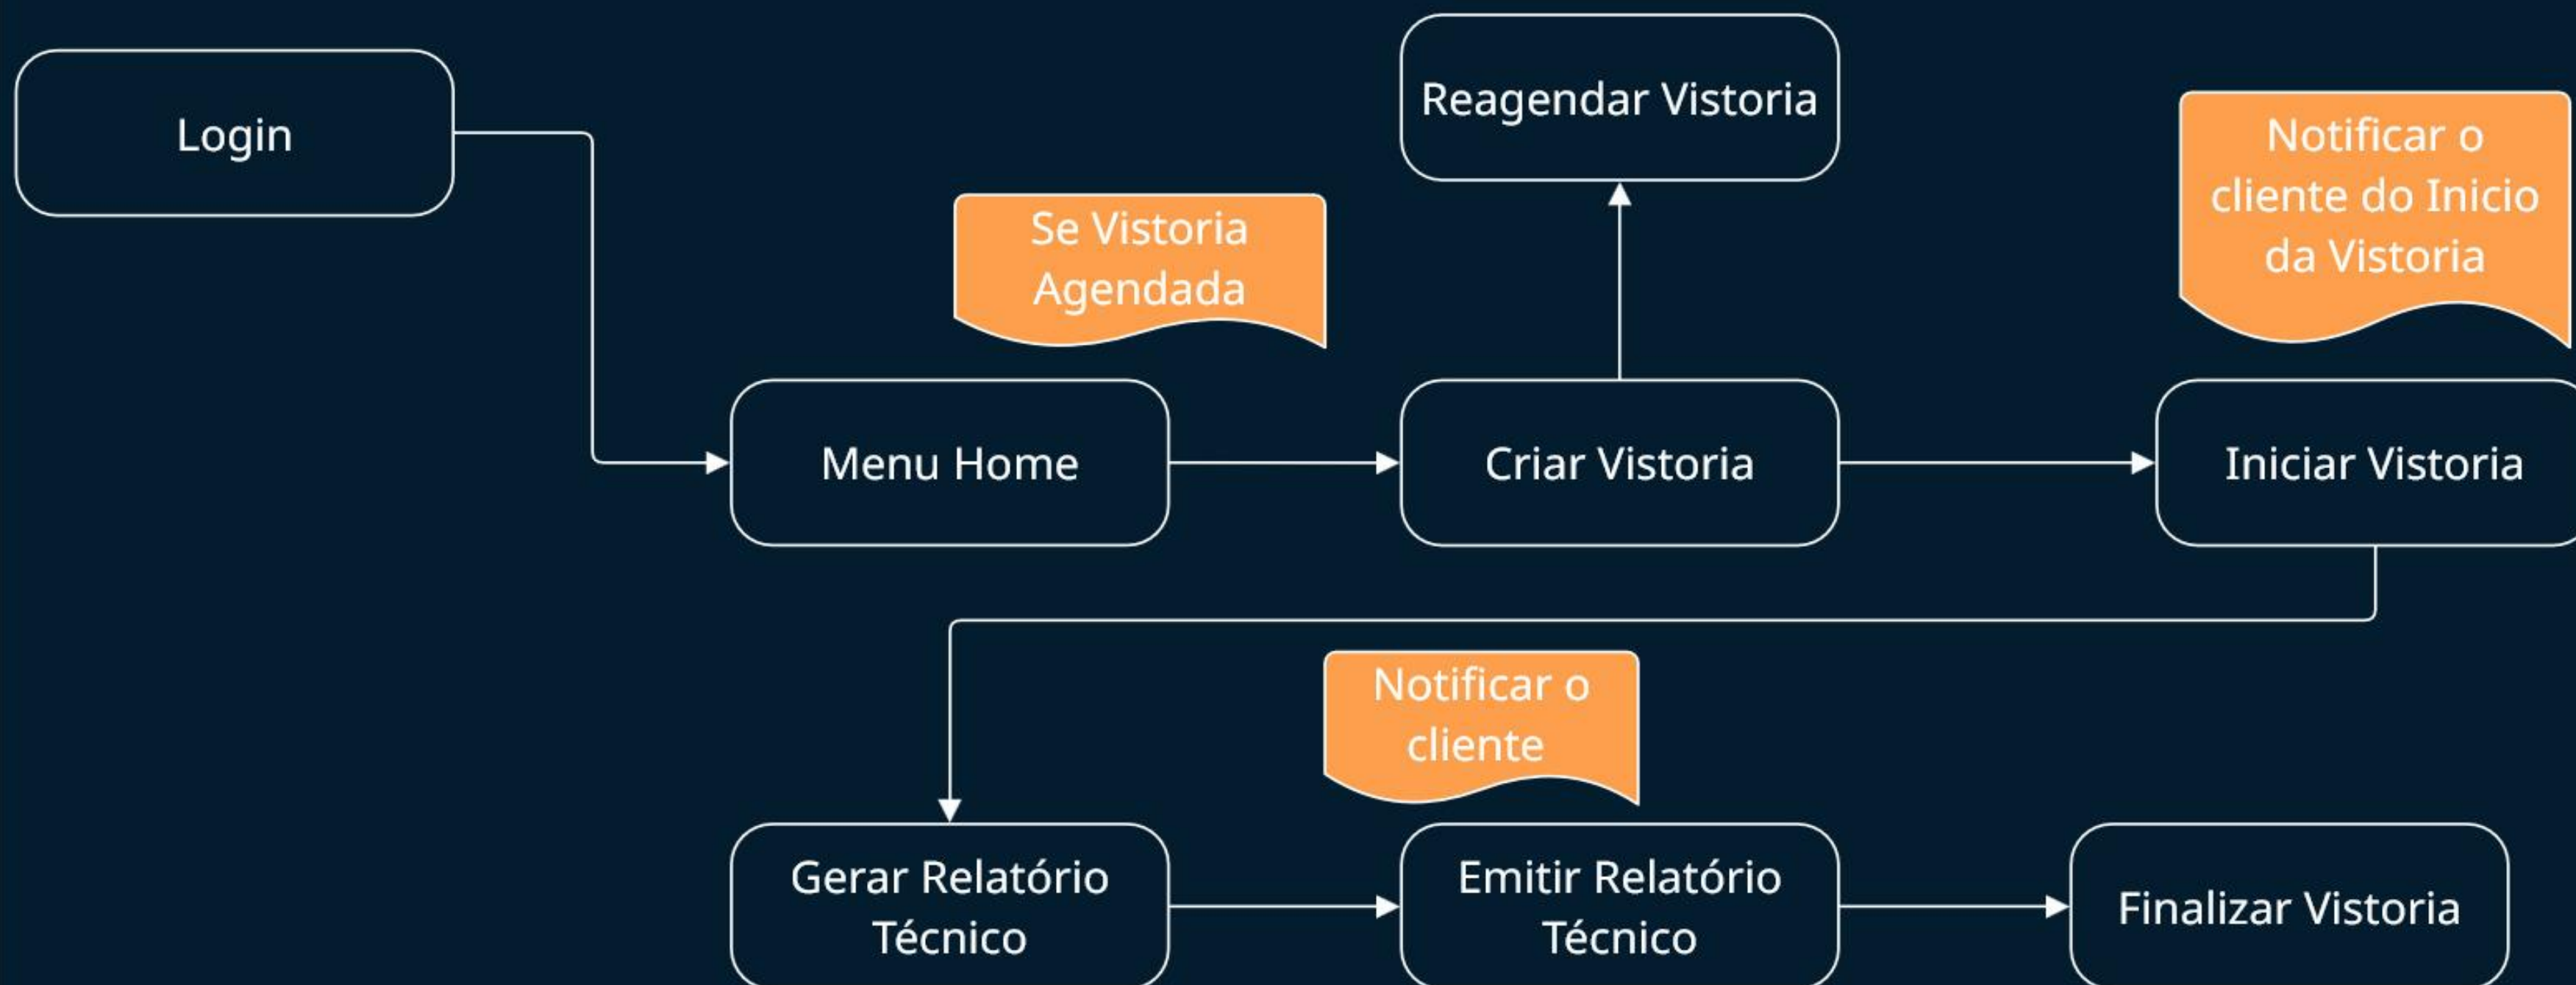 Login
Reagendar Vistoria
Notificar o
cliente do Inicio
da Vistoria
Se Vistoria
Agendada
Menu Home
Criar Vistoria
Iniciar Vistoria
Notificar o
cliente
Gerar Relatório
Técnico
Emitir Relatório
Técnico
Finalizar Vistoria